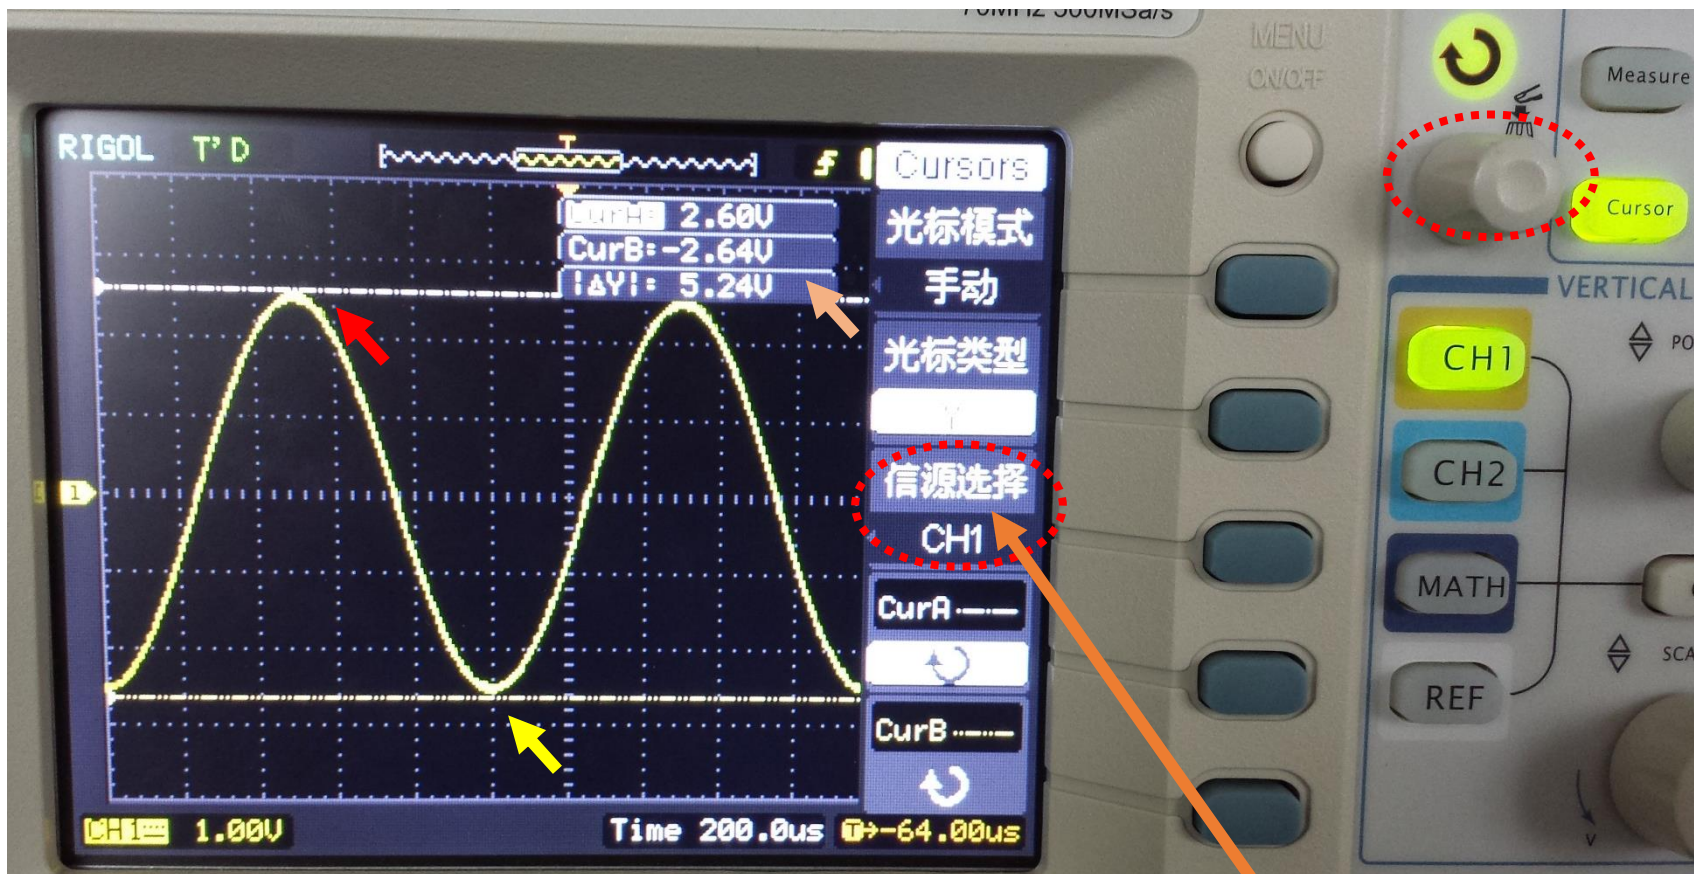 70MHz 500MSa/s
MENU
ON/OFF
Measure
RIGOL T'D
T
Cursors
CurA: 2.60V
CurB:-2.64V
|ΔY|: 5.24V
光标模式
手动
Cursor
VERTICAL
光标类型
Y
CH1
信源选择
CH1
CH2
CurA
MATH
CurB
REF
1
CH1 1.00V
Time 200.0us
T→-64.00us
V